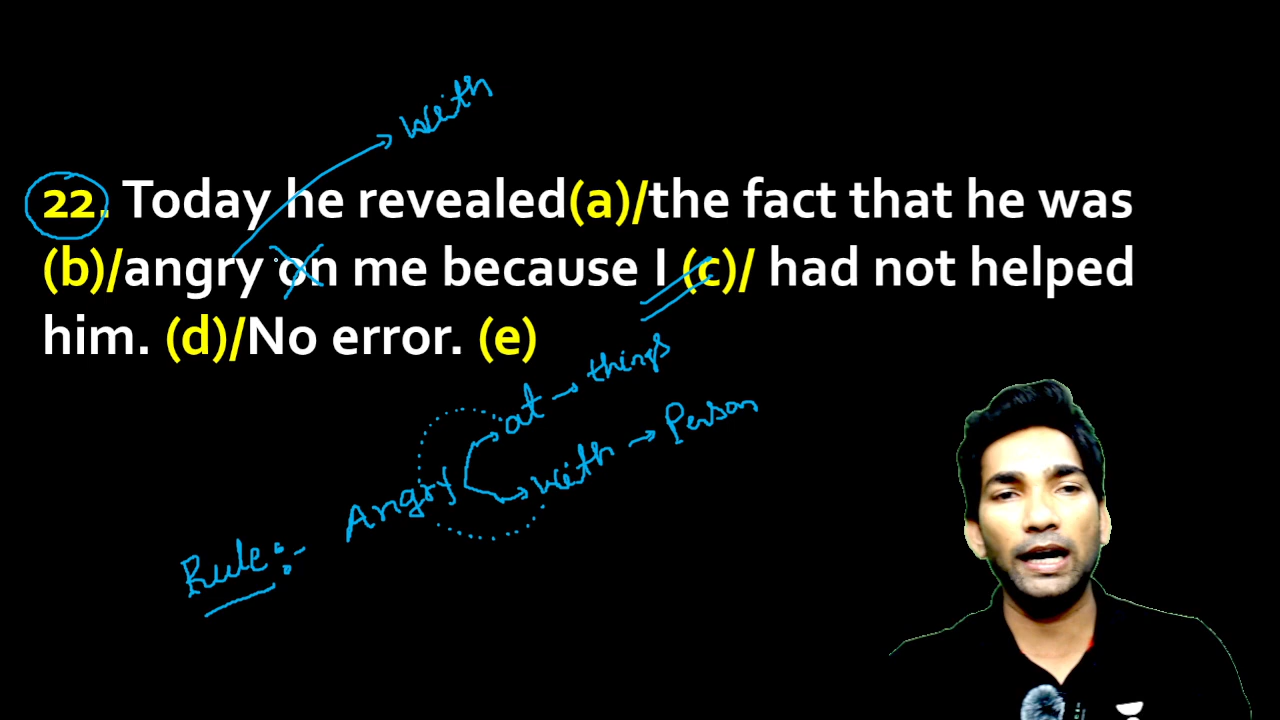 with
22. Today he revealed(a)/the fact that he was
(b)/angry on me because I (c)/ had not helped
him. (d)/No error. (e)
at → things
Angry
with → Person
Rule:-